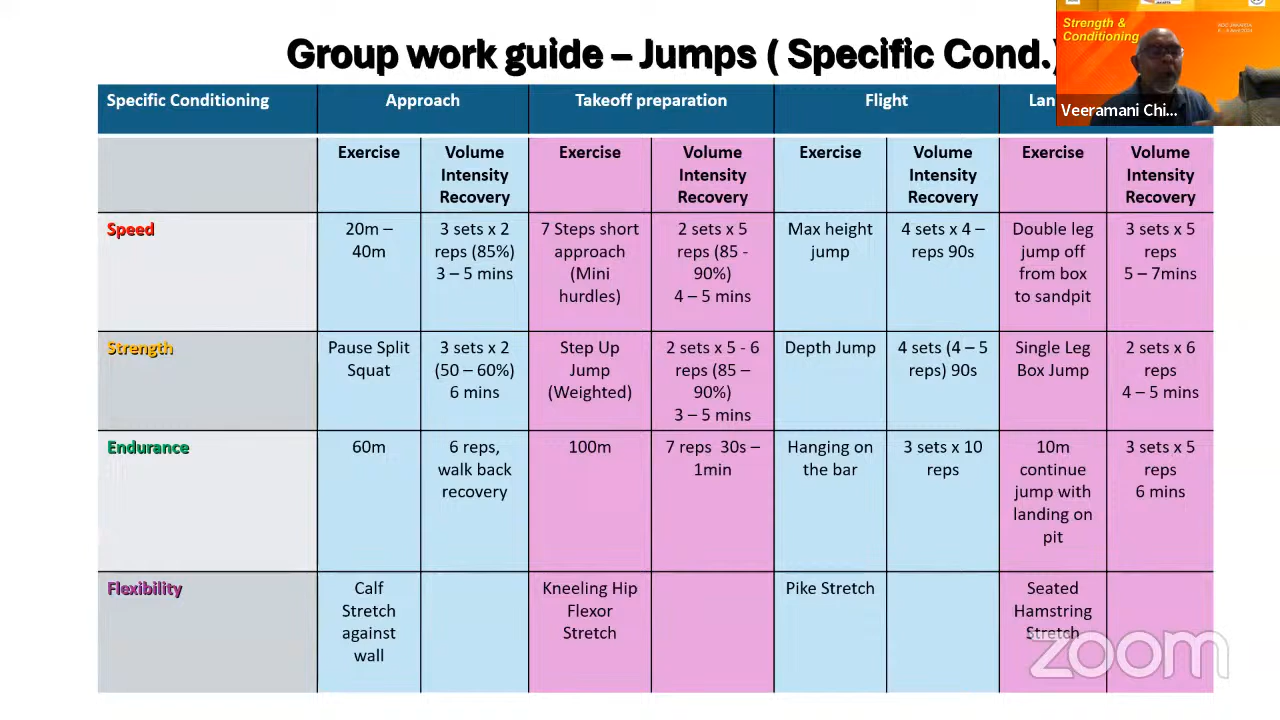 Group work guide – Jumps ( Specific Cond.)
Strength &
Conditioning
Veeramani Chi...
Specific Conditioning
Approach
Takeoff preparation
Flight
Lan
Exercise
Volume
Intensity
Recovery
Exercise
Volume
Intensity
Recovery
Exercise
Volume
Intensity
Recovery
Exercise
Volume
Intensity
Recovery
Speed
20m –
40m
3 sets x 2
reps (85%)
3 – 5 mins
7 Steps short
approach
(Mini
hurdles)
2 sets x 5
reps (85 -
90%)
4 – 5 mins
Max height
jump
4 sets x 4 –
reps 90s
Double leg
jump off
from box
to sandpit
3 sets x 5
reps
5 – 7mins
Strength
Pause Split
Squat
3 sets x 2
(50 – 60%)
6 mins
Step Up
Jump
(Weighted)
2 sets x 5 - 6
reps (85 –
90%)
3 – 5 mins
Depth Jump
4 sets (4 – 5
reps) 90s
Single Leg
Box Jump
2 sets x 6
reps
4 – 5 mins
Endurance
60m
6 reps,
walk back
recovery
100m
7 reps 30s –
1min
Hanging on
the bar
3 sets x 10
reps
10m
continue
jump with
landing on
pit
3 sets x 5
reps
6 mins
Flexibility
Calf
Stretch
against
wall
Kneeling Hip
Flexor
Stretch
Pike Stretch
Seated
Hamstring
Stretch
zoom